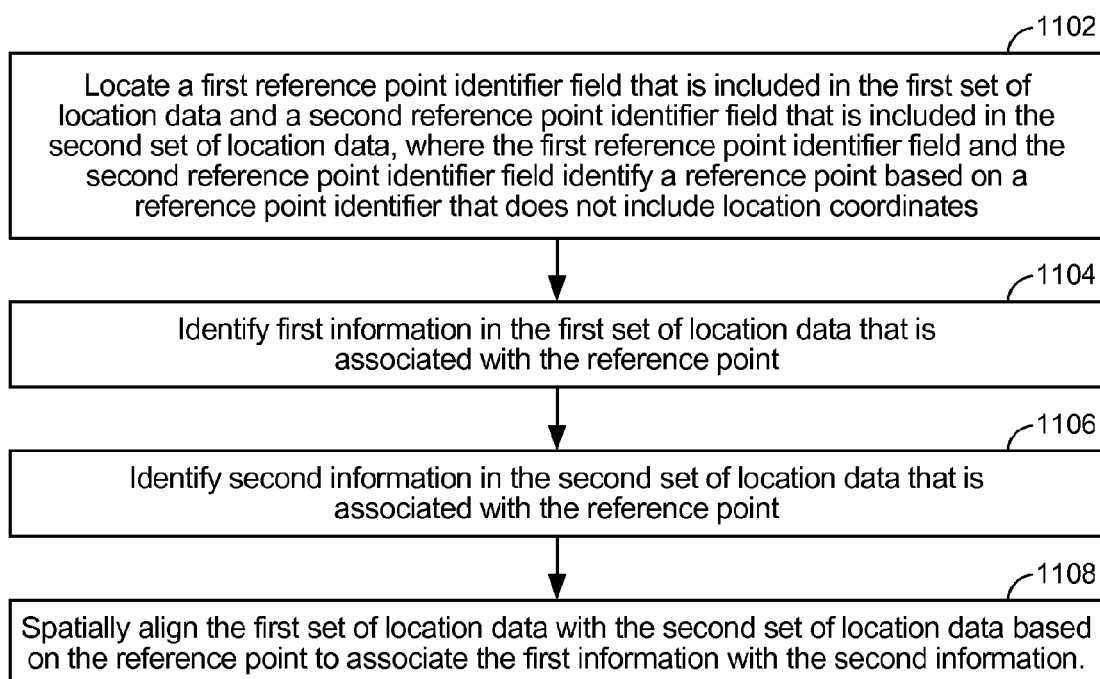 1102
Locate a first reference point identifier field that is included in the first set of
location data and a second reference point identifier field that is included in the
second set of location data, where the first reference point identifier field and the
second reference point identifier field identify a reference point based on a
reference point identifier that does not include location coordinates
1104
Identify first information in the first set of location data that is
associated with the reference point
1106
Identify second information in the second set of location data that is
associated with the reference point
1108
Spatially align the first set of location data with the second set of location data based
on the reference point to associate the first information with the second information.